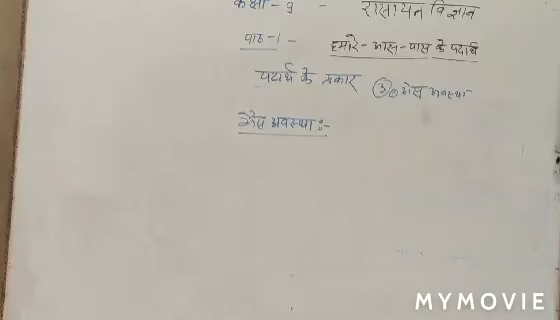 कक्षा - 9 - रसायन विज्ञान
पाठ-1 - हमारे - आस - पास के पदार्थ
पदार्थ के प्रकार ③ गैस अवस्था
गैस अवस्था :-
MYMOVIE